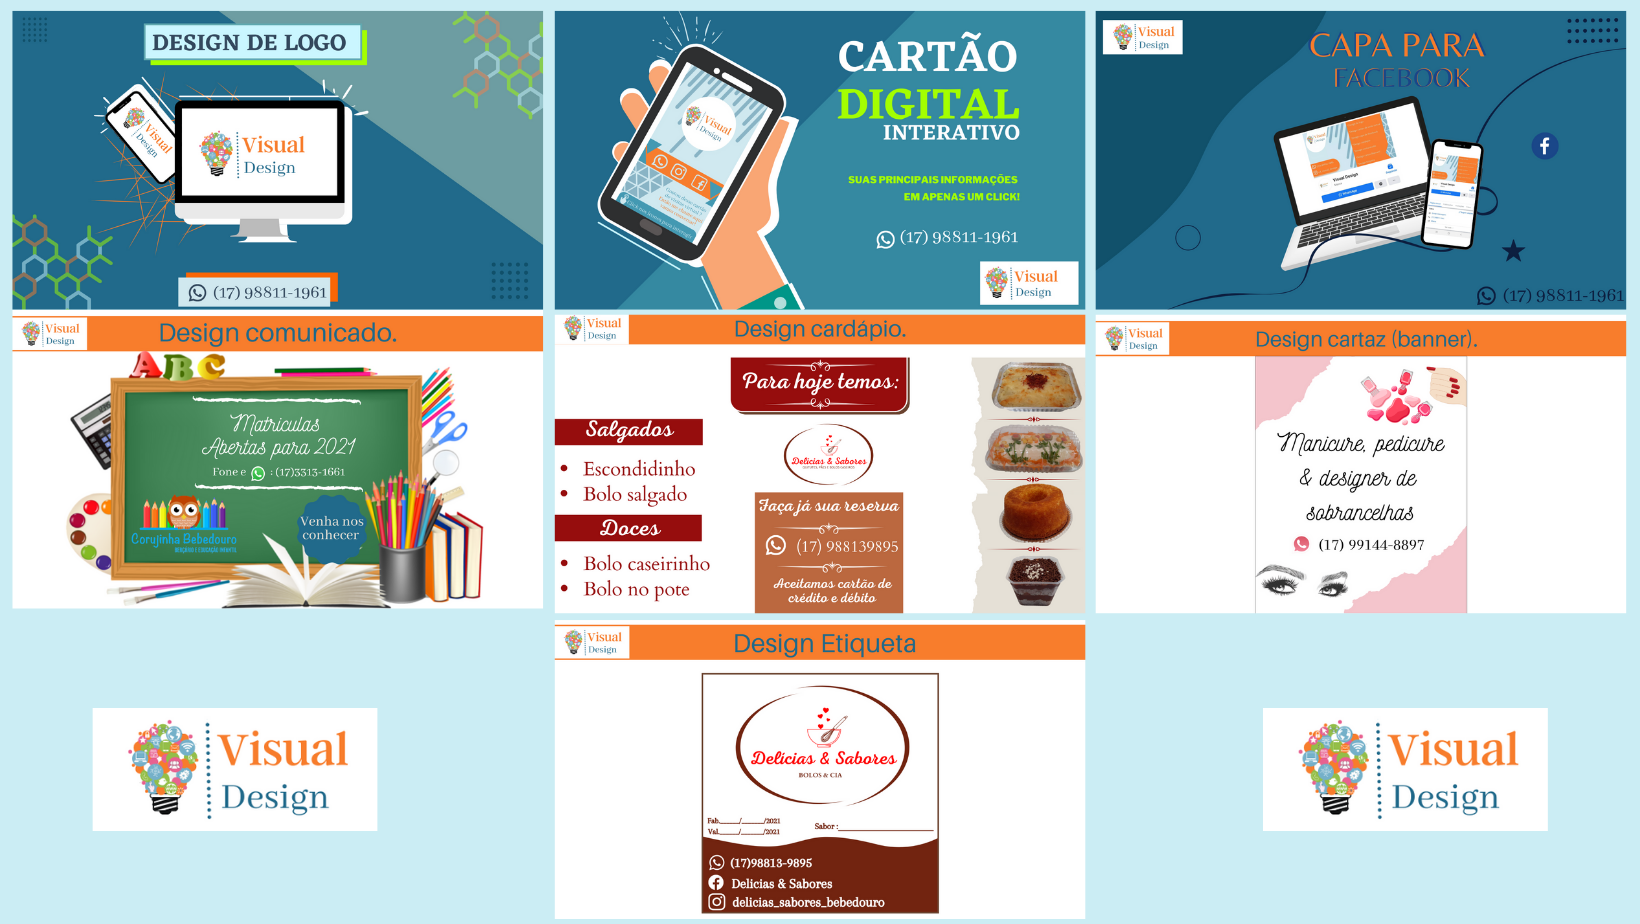 DESIGN DE LOGO
Visual
Design
Visual
Design
(17) 98811-1961
CARTÃO
DIGITAL
INTERATIVO
SUAS PRINCIPAIS INFORMAÇÕES
EM APENAS UM CLICK!
(17) 98811-1961
Visual
Design
Visual
Design
Visual
Design
CAPA PARA
FACEBOOK
(17) 98811-1961
Visual
Design
Design comunicado.
ABC
Matriculas
Abertas para 2021
Fone e : (17)3313-1661
Corujinha Bebedouro
Venha nos
conhecer
Visual
Design
Design cardápio.
Para hoje temos:
Salgados
Escondidinho
Bolo salgado
Doces
Bolo caseirinho
Bolo no pote
Delícias & Sabores
Faça já sua reserva
(17) 988139895
Aceitamos cartão de
crédito e débito
Visual
Design
Design cartaz (banner).
Manicure, pedicure
& designer de
sobrancelhas
(17) 99144-8897
Visual
Design
Design Etiqueta
Delícias & Sabores
BOLOS & CIA
Fab.____/____/2021
Val.____/____/2021
Sabor :____________________
(17)98813-9895
Delicias & Sabores
delicias_sabores_bebedouro
Visual
Design
Visual
Design